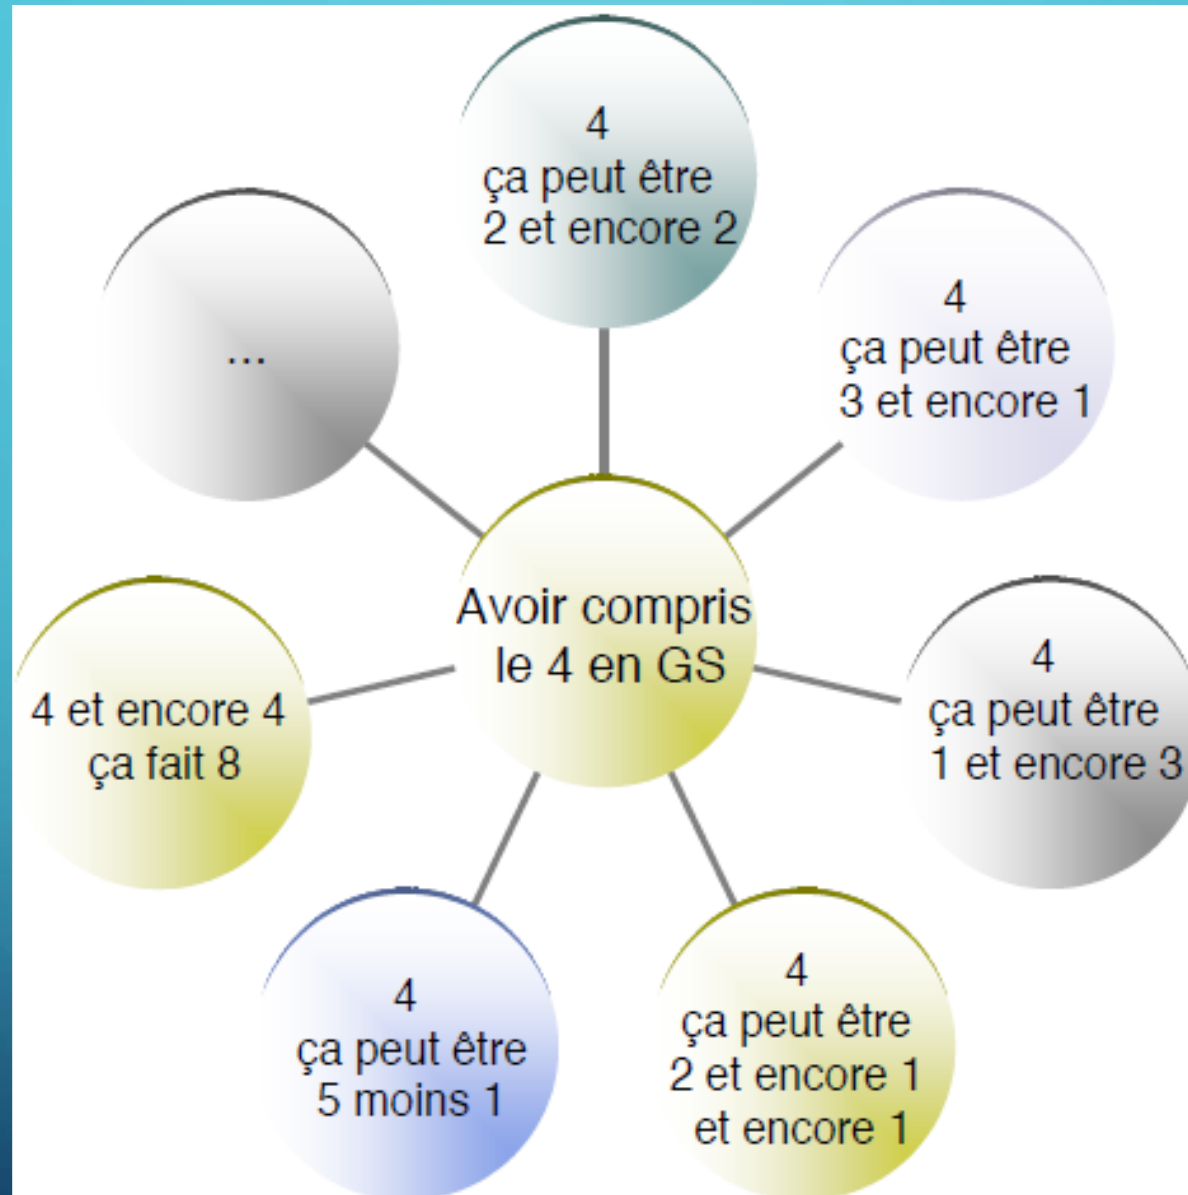 4
ça peut être
2 et encore 2
4
ça peut être
3 et encore 1
...
Avoir compris
le 4 en GS
4
ça peut être
1 et encore 3
4 et encore 4
ça fait 8
4
ça peut être
5 moins 1
4
ça peut être
2 et encore 1
et encore 1